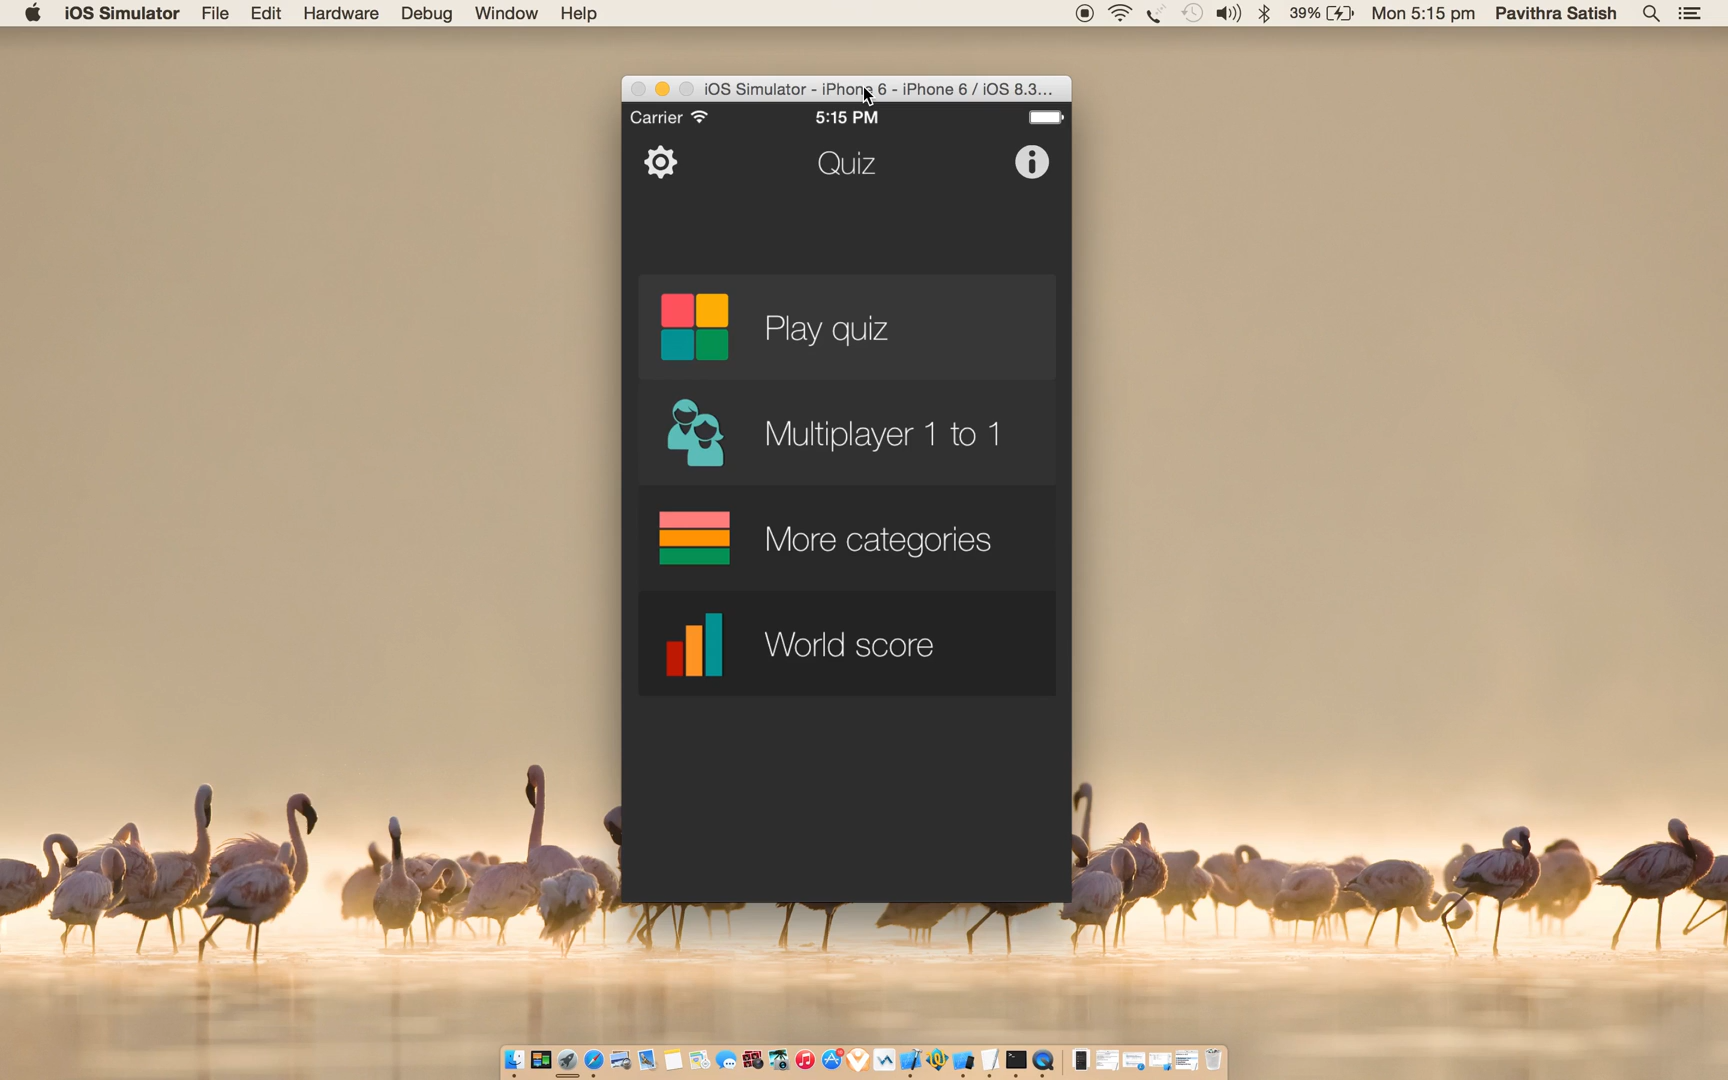 iOS Simulator File Edit Hardware Debug Window Help 39% Mon 5:15 pm Pavithra Satish
iOS Simulator - iPhone 6 - iPhone 6 / iOS 8.3...
Carrier 5:15 PM
Quiz
Play quiz
Multiplayer 1 to 1
More categories
World score